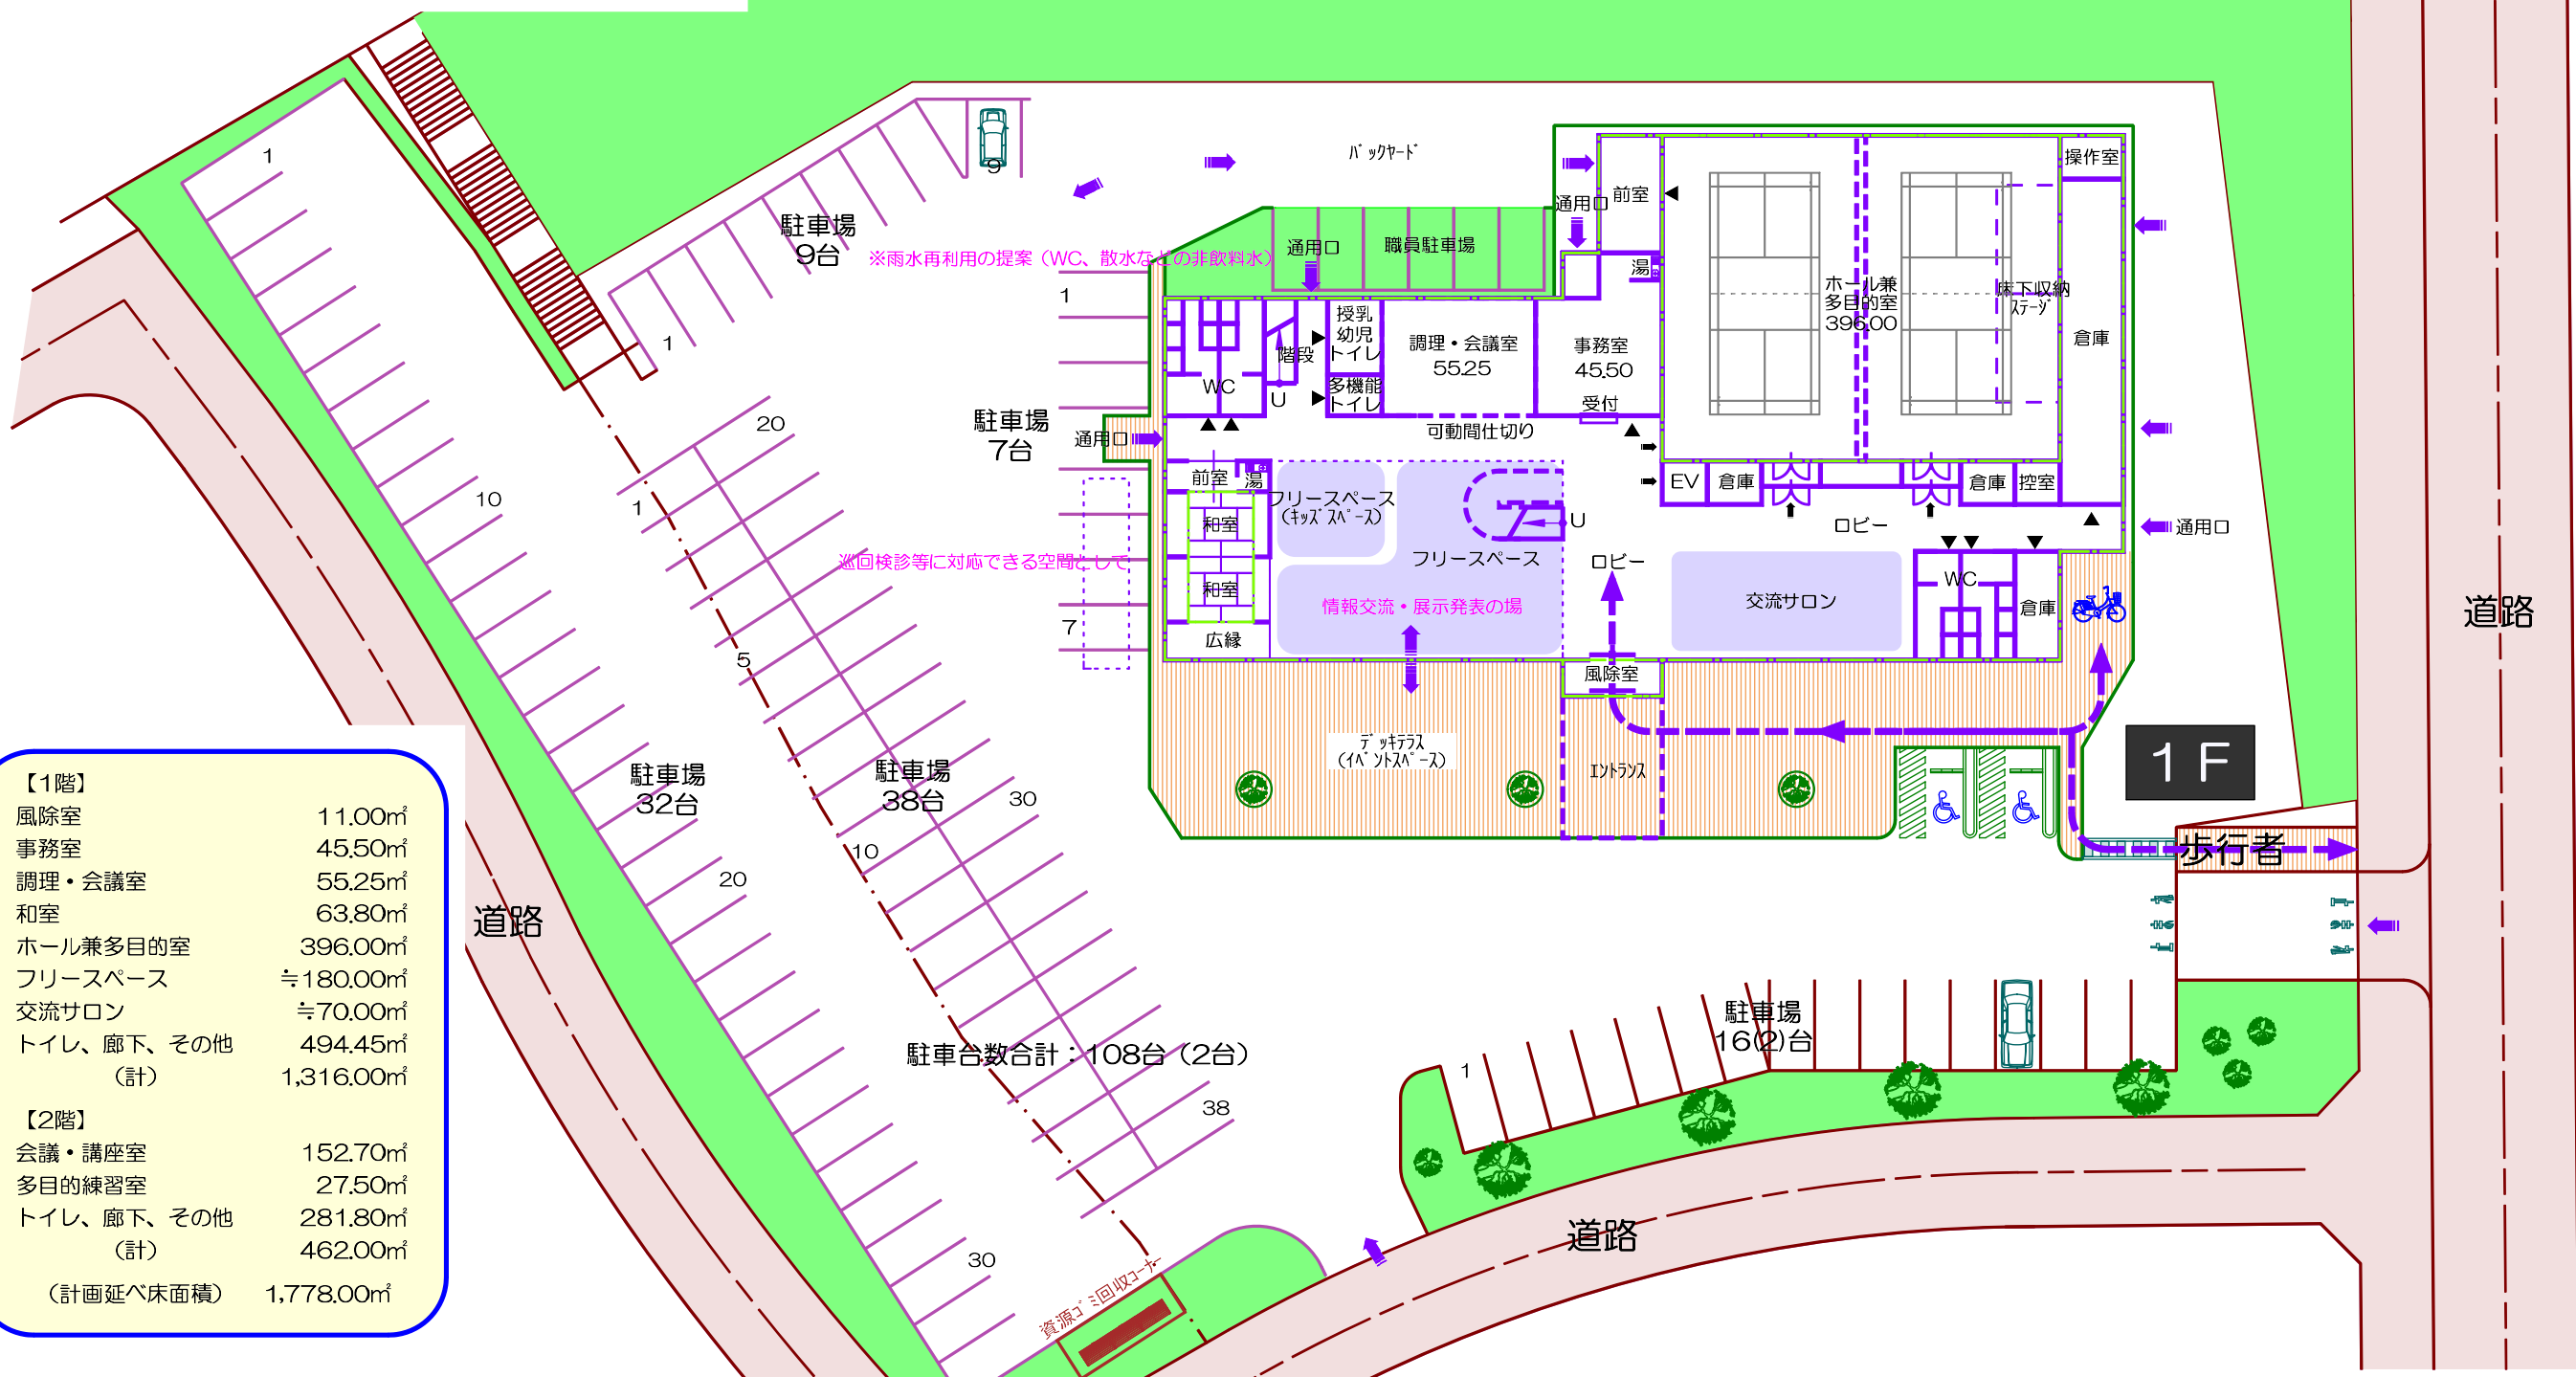 1
9
バックヤード
駐車場
9台
※雨水再利用の提案（WC、散水などの非飲料水）
通用口
職員駐車場
通用口
前室
操作室
湯
ホール兼
多目的室
396.00
床下収納
ステージ
倉庫
1
1
授乳
幼児
トイレ
階段
調理・会議室
55.25
事務室
45.50
WC
U
多機能
トイレ
受付
可動間仕切り
駐車場
7台
通用口
20
1
10
前室
湯
フリースペース
（キッズスペース）
和室
EV
倉庫
倉庫
控室
U
ロビー
通用口
巡回検診等に対応できる空間として
フリースペース
ロビー
和室
情報交流・展示発表の場
交流サロン
WC
倉庫
道路
7
広縁
5
風除室
デッキテラス
（イベントスペース）
エントランス
1F
駐車場
32台
駐車場
38台
30
10
歩行者
20
道路
駐車場
16(2)台
駐車台数合計：108台（2台）
1
38
30
道路
資源ゴミ回収コーナー
【1階】
風除室 11.00㎡
事務室 45.50㎡
調理・会議室 55.25㎡
和室 63.80㎡
ホール兼多目的室 396.00㎡
フリースペース ≒180.00㎡
交流サロン ≒70.00㎡
トイレ、廊下、その他 494.45㎡
（計） 1,316.00㎡
【2階】
会議・講座室 152.70㎡
多目的練習室 27.50㎡
トイレ、廊下、その他 281.80㎡
（計） 462.00㎡
（計画延べ床面積） 1,778.00㎡